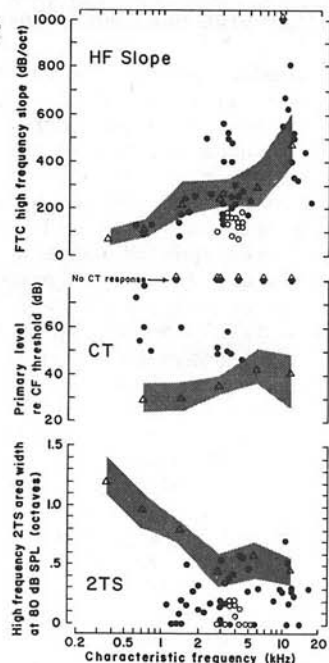 1000
800
600
400
200
0
FTC high frequency slope (dB/oct)
HF Slope
No CT response
80
60
40
20
Primary level re CF threshold (dB)
CT
1.5
1.0
.5
0
High frequency 2TS area width at 80 dB SPL (octaves)
2TS
0.2
0.5
1
2
5
10
20
Characteristic frequency (kHz)